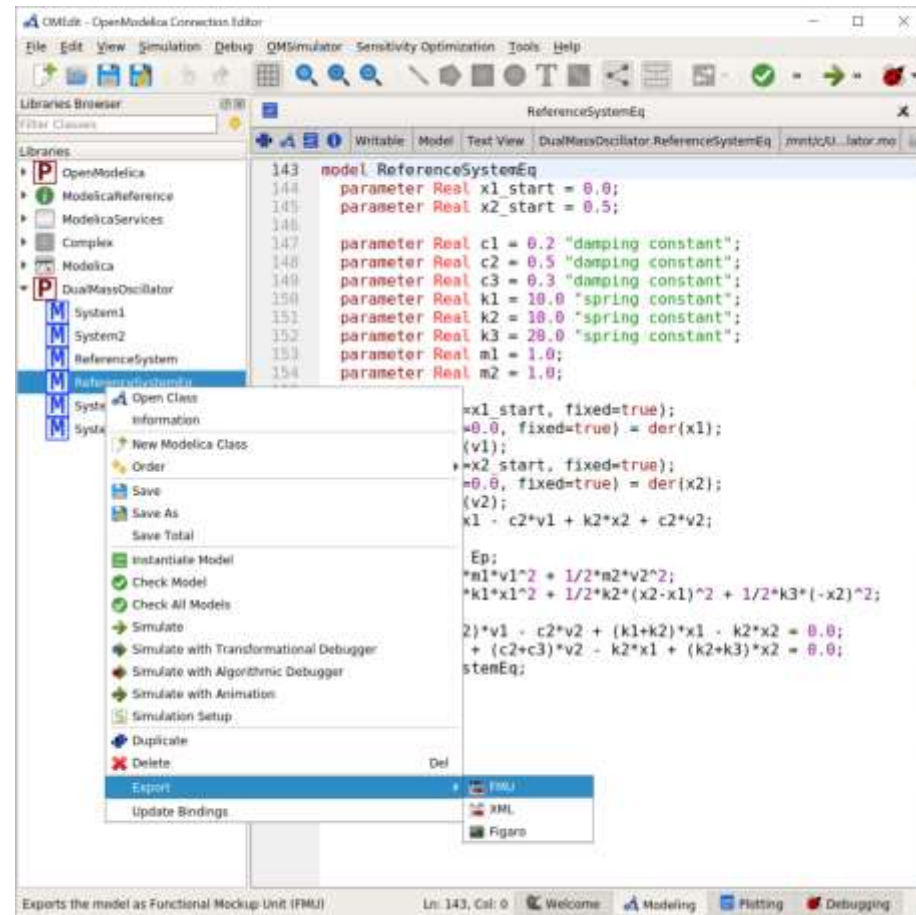 OMEdit - OpenModelica Connection Editor
File Edit View Simulation Debug OMSimulator Sensitivity Optimization Tools Help
Libraries Browser
Filter Classes
Libraries
OpenModelica
ModelicaReference
ModelicaServices
Complex
Modelica
DualMassOscillator
System1
System2
ReferenceSystem
ReferenceSystemEq
Syste
Syste
ReferenceSystemEq
Writable Model Text View DualMassOscillator.ReferenceSystemEq /mnt/c/U...lator.mo
143 model ReferenceSystemEq
144 parameter Real x1_start = 0.0;
145 parameter Real x2_start = 0.5;
146
147 parameter Real c1 = 0.2 "damping constant";
148 parameter Real c2 = 0.5 "damping constant";
149 parameter Real c3 = 0.3 "damping constant";
150 parameter Real k1 = 10.0 "spring constant";
151 parameter Real k2 = 10.0 "spring constant";
152 parameter Real k3 = 20.0 "spring constant";
153 parameter Real m1 = 1.0;
154 parameter Real m2 = 1.0;
=x1_start, fixed=true);
=0.0, fixed=true) = der(x1);
(v1);
=x2_start, fixed=true);
=0.0, fixed=true) = der(x2);
(v2);
x1 - c2*v1 + k2*x2 + c2*v2;
Ep;
*m1*v1^2 + 1/2*m2*v2^2;
*k1*x1^2 + 1/2*k2*(x2-x1)^2 + 1/2*k3*(-x2)^2;
2)*v1 - c2*v2 + (k1+k2)*x1 - k2*x2 = 0.0;
+ (c2+c3)*v2 - k2*x1 + (k2+k3)*x2 = 0.0;
stemEq;
Open Class
Information
New Modelica Class
Order
Save
Save As
Save Total
Instantiate Model
Check Model
Check All Models
Simulate
Simulate with Transformational Debugger
Simulate with Algorithmic Debugger
Simulate with Animation
Simulation Setup
Duplicate
Delete Del
Export
Update Bindings
FMU
XML
Figaro
Exports the model as Functional Mockup Unit (FMU) Ln: 143, Col: 0 Welcome Modeling Plotting Debugging